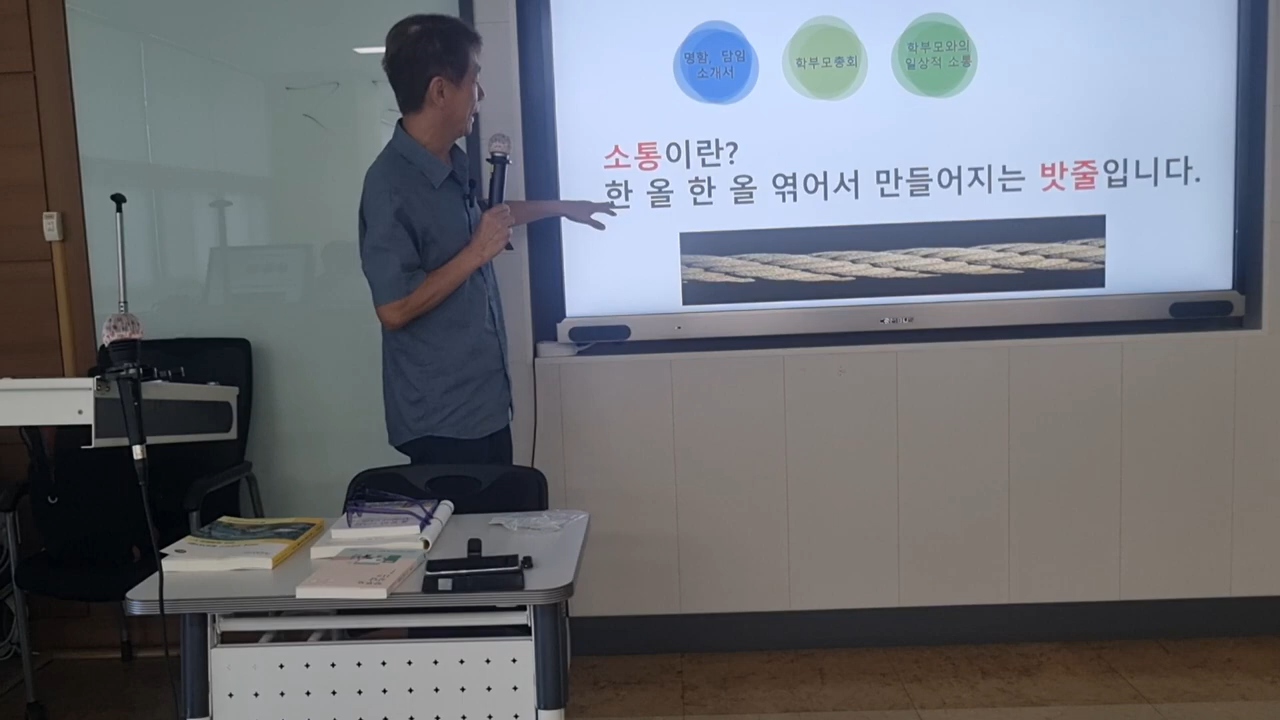 명함, 담임
소개서
학부모총회
학부모와의
일상적 소통
소통이란?
한 올 한 올 엮어서 만들어지는 밧줄입니다.